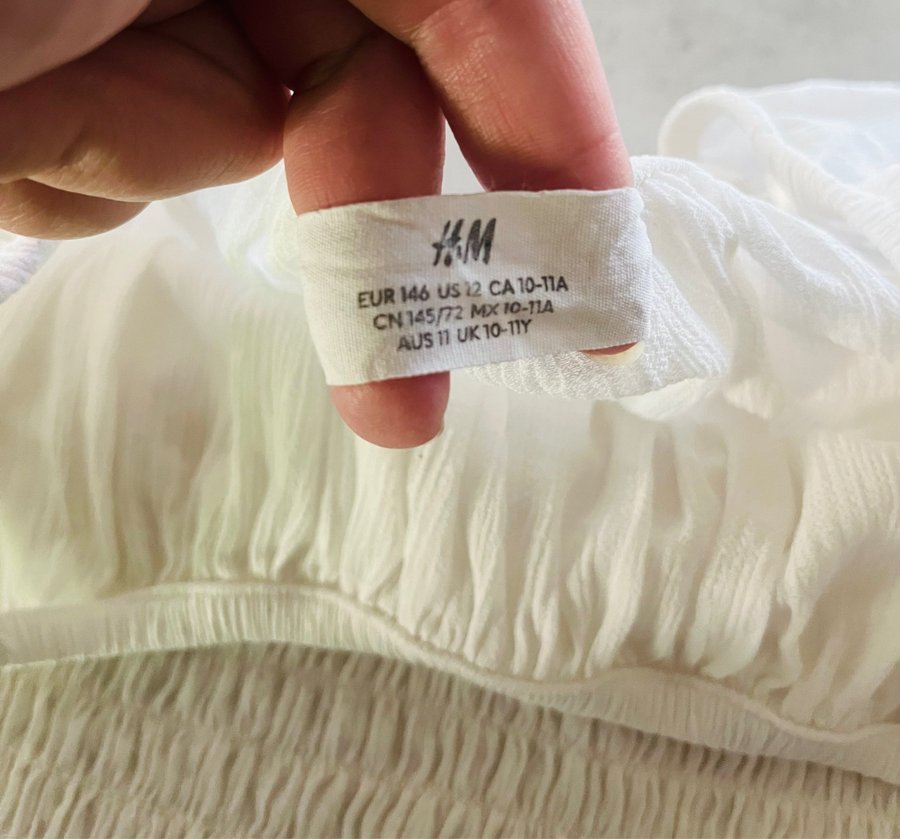 H&M
EUR 146 US 12 CA 10-11A
CN 145/72 MX 10-11A
AUS 11 UK 10-11Y